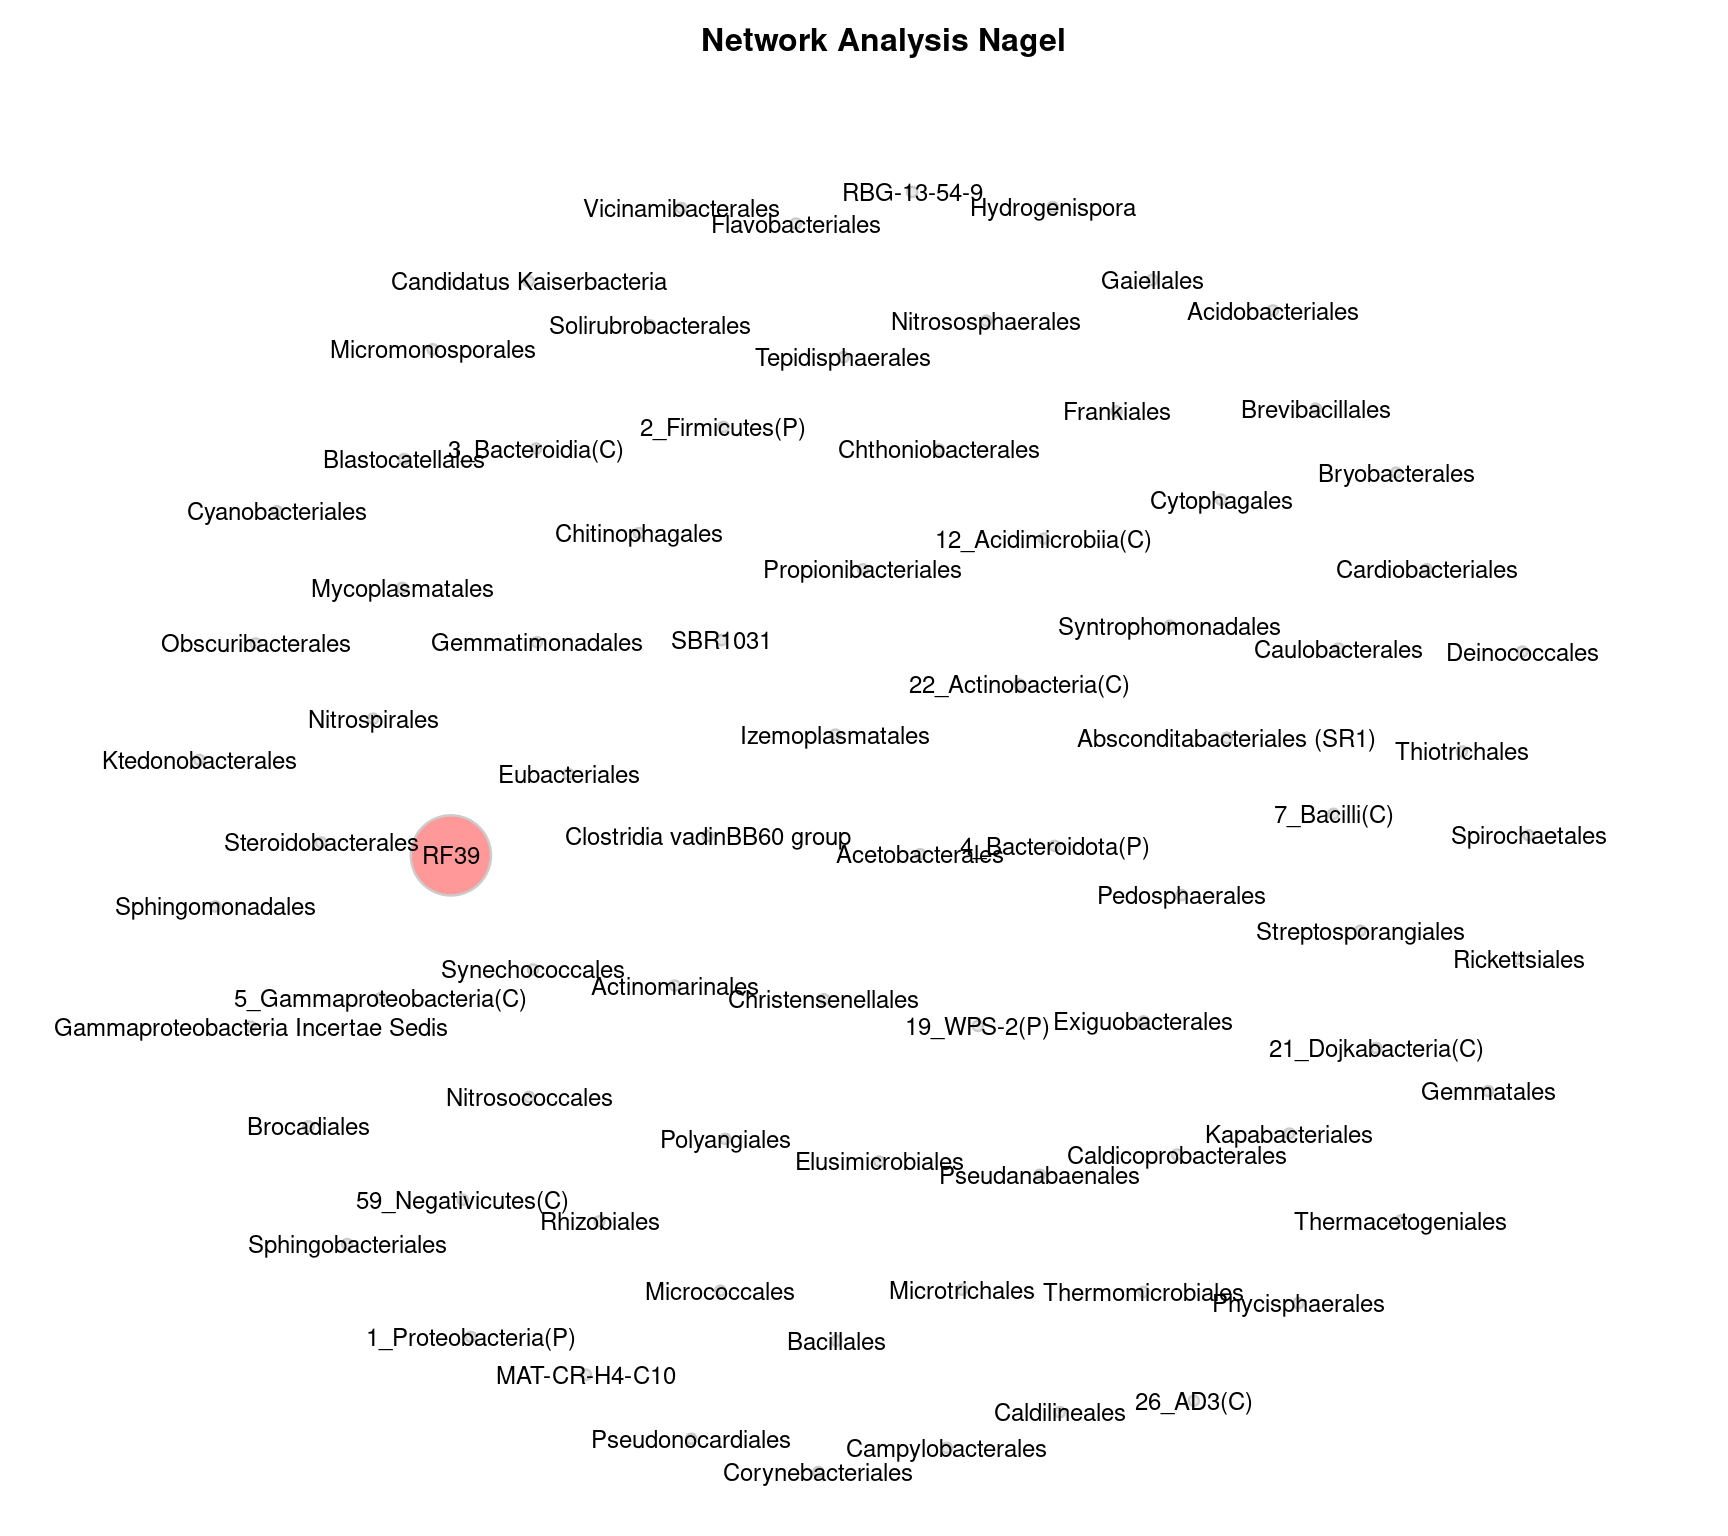 Network Analysis Nagel
RBG-13-54-9
Vicinamibacterales
Hydrogenispora
Flavobacteriales
Candidatus Kaiserbacteria
Gaiellales
Acidobacteriales
Nitrososphaerales
Solirubrobacterales
Micromonosporales
Tepidisphaerales
Frankiales
Brevibacillales
2_Firmicutes(P)
3_Bacteroidia(C)
Chthoniobacterales
Blastocatellales
Bryobacterales
Cytophagales
Cyanobacteriales
Chitinophagales
12_Acidimicrobiia(C)
Propionibacteriales
Cardiobacteriales
Mycoplasmatales
Syntrophomonadales
Obscuribacterales
Gemmatimonadales
SBR1031
Caulobacterales
Deinococcales
22_Actinobacteria(C)
Nitrospirales
Izemoplasmatales
Absconditabacteriales (SR1)
Thiotrichales
Ktedonobacterales
Eubacteriales
7_Bacilli(C)
Clostridia vadinBB60 group
Spirochaetales
Steroidobacterales
RF39
Acetobacterales
4_Bacteroidota(P)
Pedosphaerales
Sphingomonadales
Streptosporangiales
Rickettsiales
Synechococcales
Actinomarinales
5_Gammaproteobacteria(C)
Christensenellales
Gammaproteobacteria Incertae Sedis
19_WPS-2(P)
Exiguobacterales
21_Dojkabacteria(C)
Gemmatales
Nitrosococcales
Brocadiales
Kapabacteriales
Polyangiales
Caldicoprobacterales
Elusimicrobiales
Pseudanabaenales
59_Negativicutes(C)
Rhizobiales
Thermacetogeniales
Sphingobacteriales
Micrococcales
Microtrichales
Thermomicrobiales
Phycisphaerales
1_Proteobacteria(P)
Bacillales
MAT-CR-H4-C10
26_AD3(C)
Caldilineales
Pseudonocardiales
Campylobacterales
Corynebacteriales